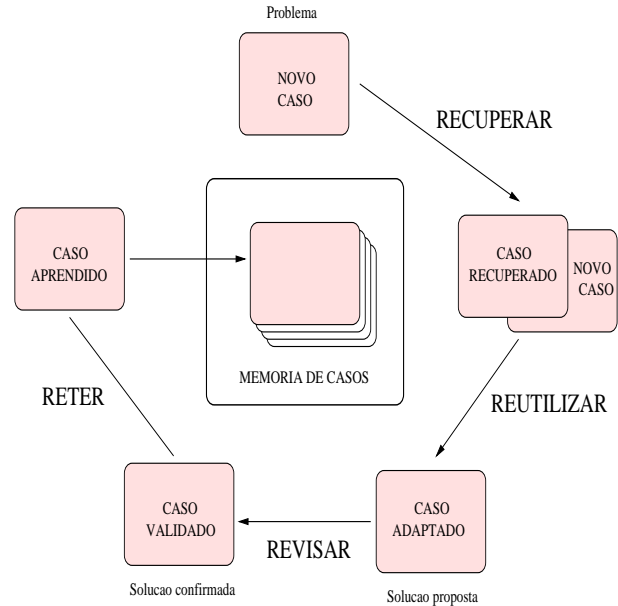 Problema
NOVO
CASO
RECUPERAR
CASO
RECUPERADO
NOVO
CASO
CASO
APRENDIDO
MEMORIA DE CASOS
RETER
REUTILIZAR
CASO
VALIDADO
REVISAR
CASO
ADAPTADO
Solucao confirmada
Solucao proposta